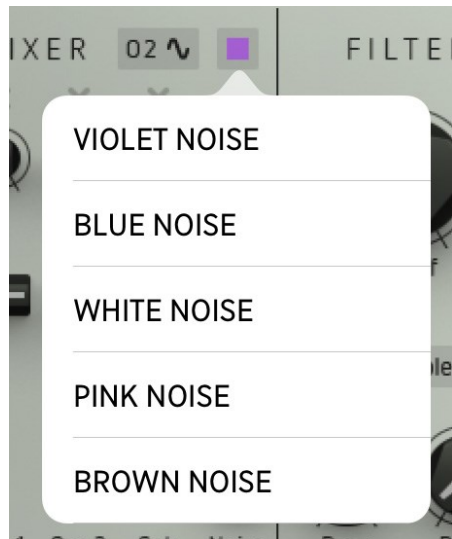 IXER 02 FILTE
VIOLET NOISE
BLUE NOISE
WHITE NOISE
PINK NOISE
BROWN NOISE